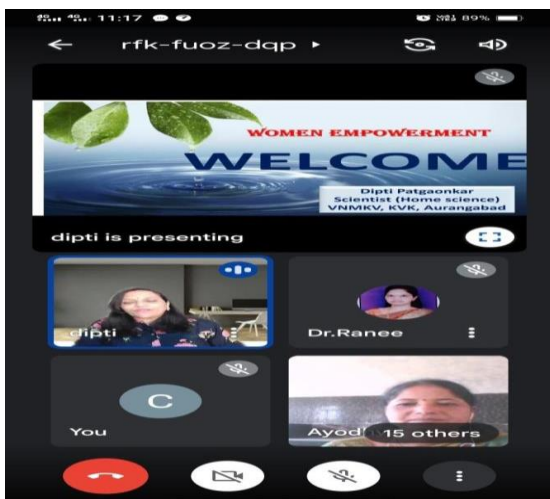 11:17 89%
rfk-fuoz-dqp
WOMEN EMPOWERMENT
WELCOME
Dipti Patgaonkar
Scientist (Home science)
VNMKV, KVK, Aurangabad
dipti is presenting
dipti
Dr.Ranee
C
You
15 others